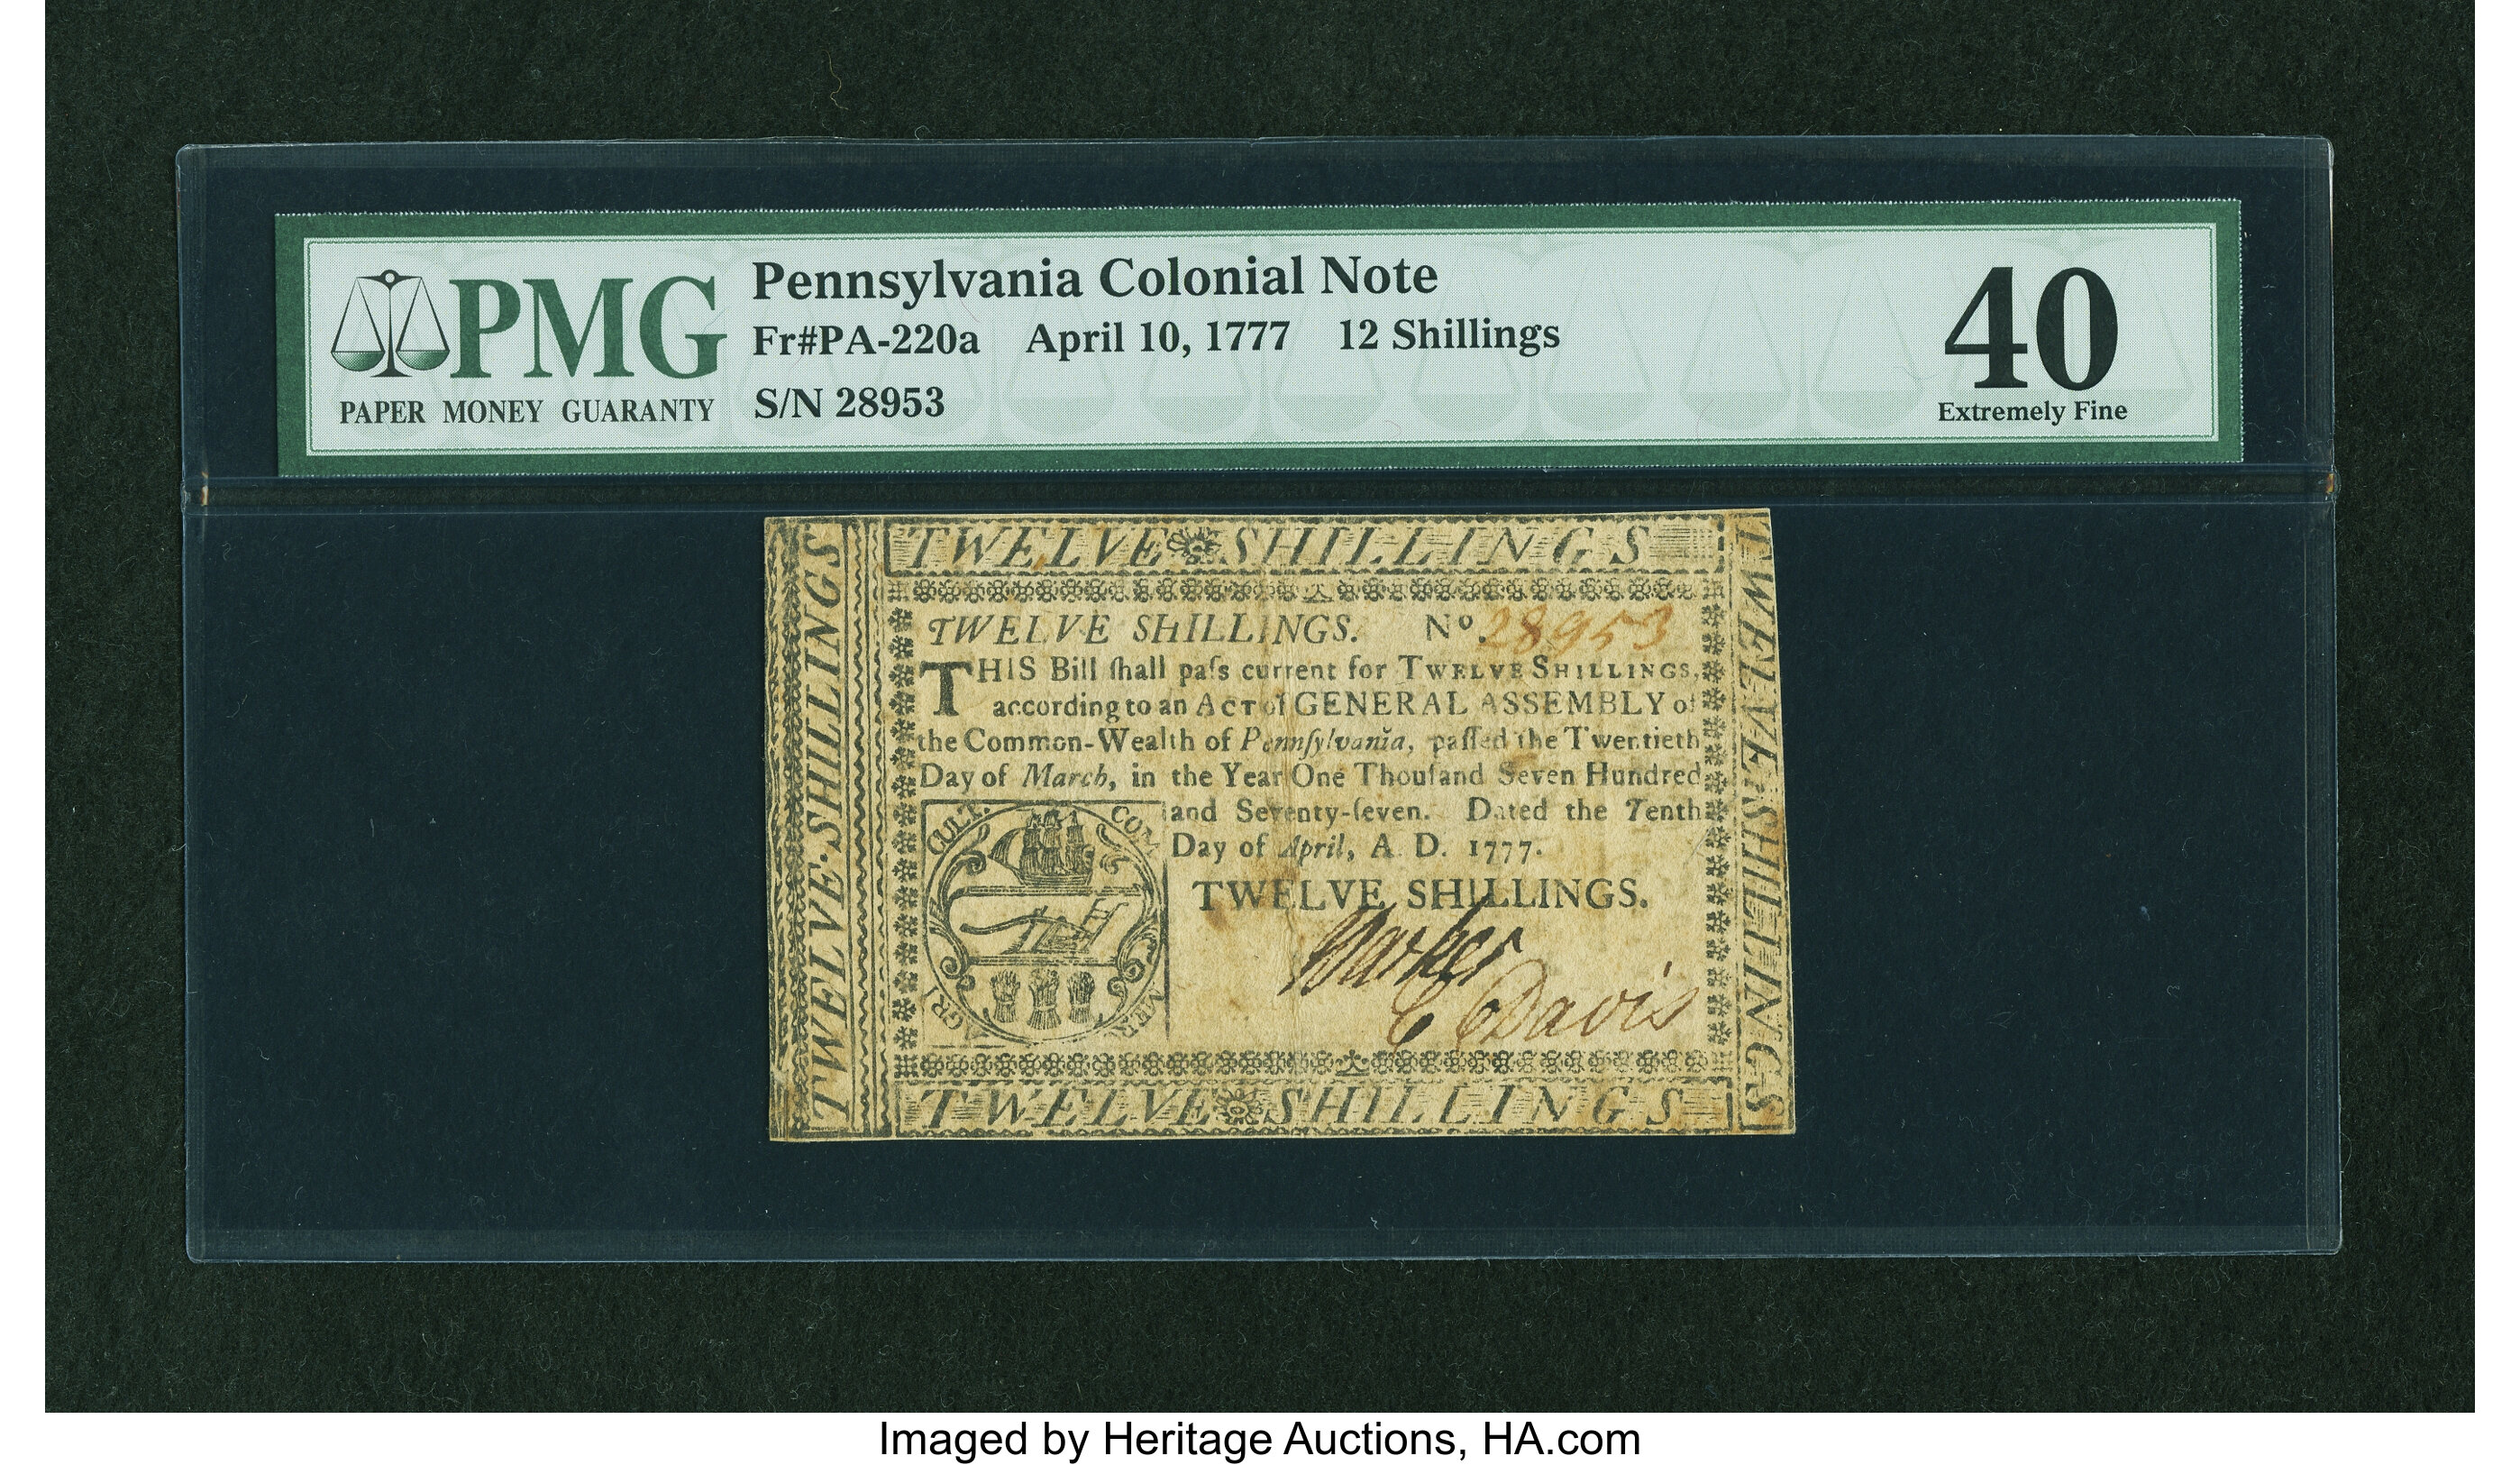 PMG
PAPER MONEY GUARANTY
Pennsylvania Colonial Note
Fr#PA-220a April 10, 1777 12 Shillings
S/N 28953
40
Extremely Fine
TWELVE SHILLINGS
TWELVE·SHILLINGS
TWELVE SHILLINGS. No. 28953
THIS Bill ſhall paſs current for TWELVE SHILLINGS,
according to an ACT of GENERAL ASSEMBLY of
the Common-Wealth of Pennſylvania, paſſed the Twentieth
Day of March, in the Year One Thouſand Seven Hundred
and Seventy-ſeven. Dated the Tenth
Day of April, A. D. 1777.
TWELVE SHILLINGS.
AGRI CULT. COM MER
C Davis
TWELVE SHILLINGS
TWELVE SHILLINGS
Imaged by Heritage Auctions, HA.com